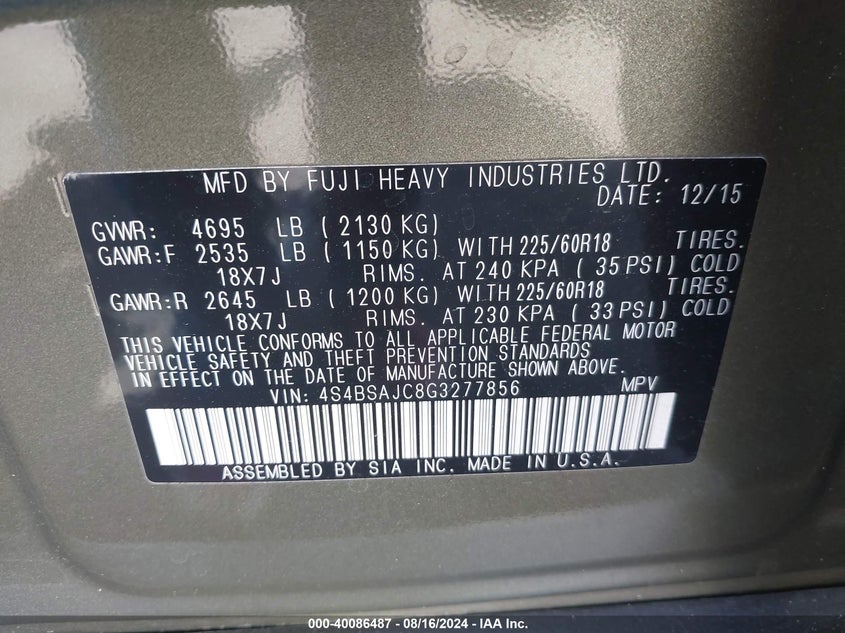 MFD BY FUJI HEAVY INDUSTRIES LTD.
DATE: 12/15
GVWR: 4695 LB ( 2130 KG)
GAWR:F 2535 LB ( 1150 KG) WITH 225/60R18 TIRES.
18X7J RIMS. AT 240 KPA ( 35 PSI) COLD
GAWR:R 2645 LB ( 1200 KG) WITH 225/60R18 TIRES.
18X7J RIMS. AT 230 KPA ( 33 PSI) COLD
THIS VEHICLE CONFORMS TO ALL APPLICABLE FEDERAL MOTOR
VEHICLE SAFETY AND THEFT PREVENTION STANDARDS
IN EFFECT ON THE DATE OF MANUFACTURE SHOWN ABOVE.
VIN: 4S4BSAJC8G3277856 MPV
ASSEMBLED BY SIA INC. MADE IN U.S.A.
000-40086487 - 08/16/2024 - IAA Inc.